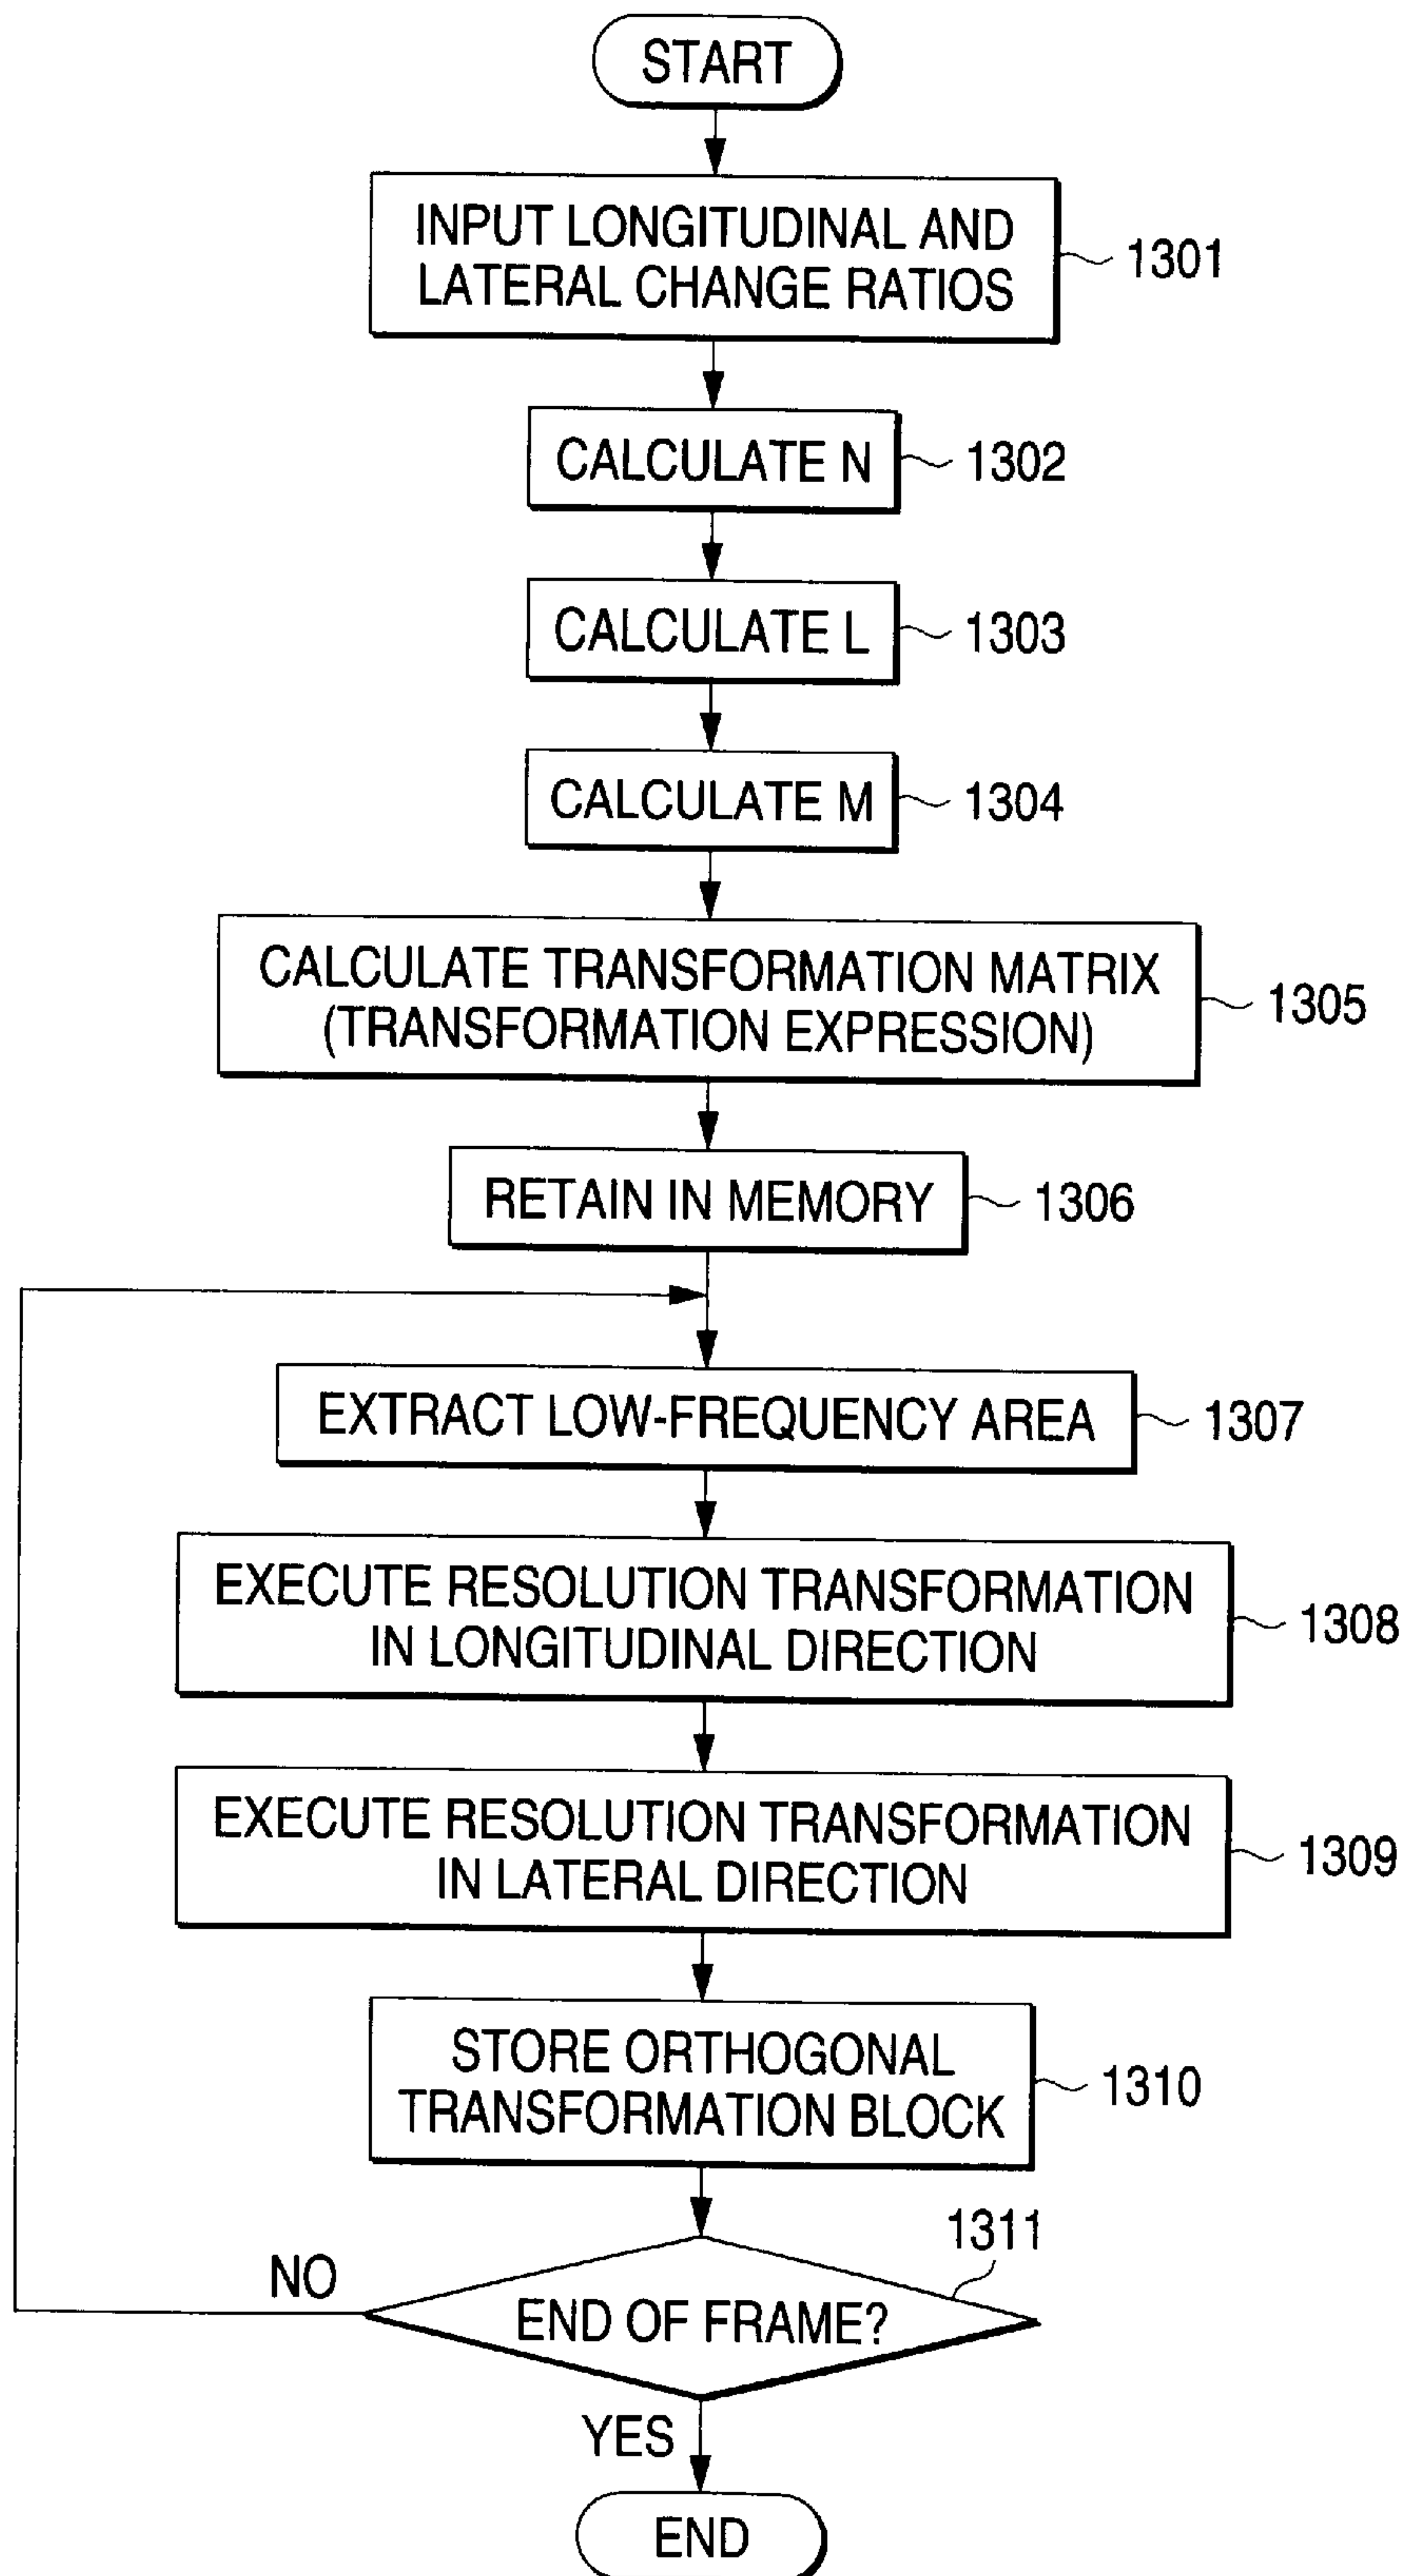 START
INPUT LONGITUDINAL AND
LATERAL CHANGE RATIOS
1301
CALCULATE N
1302
CALCULATE L
1303
CALCULATE M
1304
CALCULATE TRANSFORMATION MATRIX
(TRANSFORMATION EXPRESSION)
1305
RETAIN IN MEMORY
1306
EXTRACT LOW-FREQUENCY AREA
1307
EXECUTE RESOLUTION TRANSFORMATION
IN LONGITUDINAL DIRECTION
1308
EXECUTE RESOLUTION TRANSFORMATION
IN LATERAL DIRECTION
1309
STORE ORTHOGONAL
TRANSFORMATION BLOCK
1310
1311
NO
END OF FRAME?
YES
END